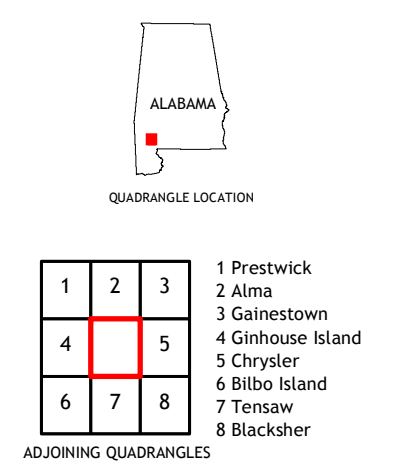 ALABAMA
QUADRANGLE LOCATION
1 2 3
4 5
6 7 8
1 Prestwick
2 Alma
3 Gainestown
4 Ginhouse Island
5 Chrysler
6 Bilbo Island
7 Tensaw
8 Blacksher
ADJOINING QUADRANGLES